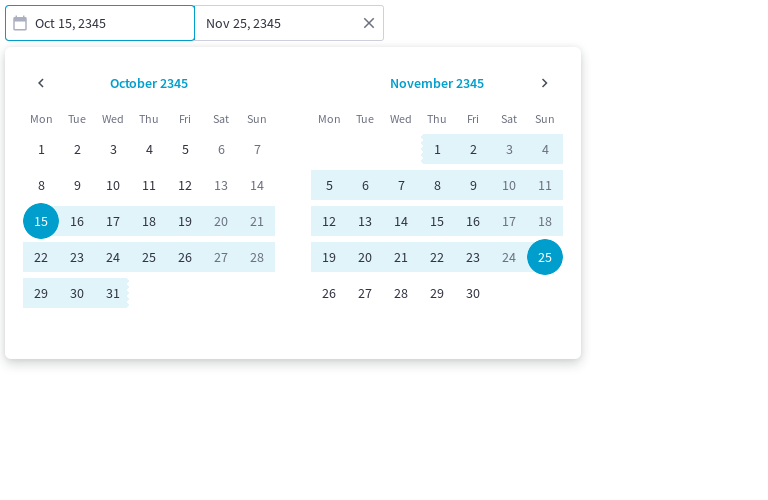 Oct 15, 2345 Nov 25, 2345
October 2345
Mon Tue Wed Thu Fri Sat Sun
1 2 3 4 5 6 7
8 9 10 11 12 13 14
15 16 17 18 19 20 21
22 23 24 25 26 27 28
29 30 31
November 2345
Mon Tue Wed Thu Fri Sat Sun
1 2 3 4
5 6 7 8 9 10 11
12 13 14 15 16 17 18
19 20 21 22 23 24 25
26 27 28 29 30